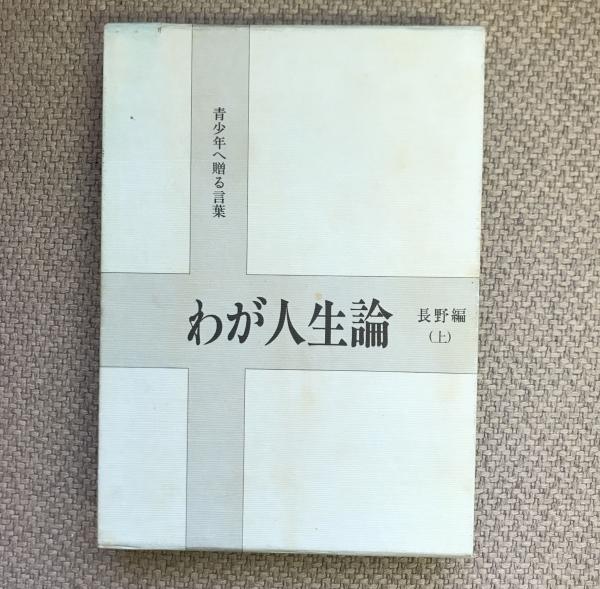 青少年へ贈る言葉
わが人生論
長野編
(上)